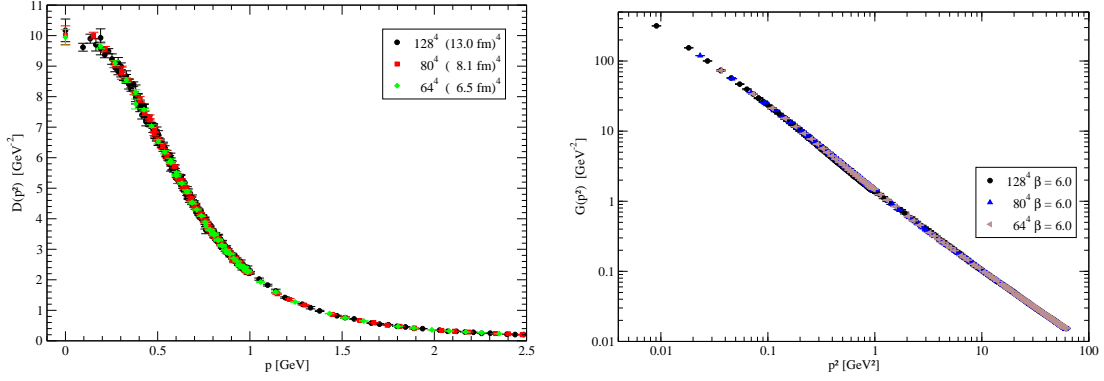 D(p²) [GeV⁻²]
11
10
9
8
7
6
5
4
3
2
1
0
128⁴ (13.0 fm)⁴
80⁴ ( 8.1 fm)⁴
64⁴ ( 6.5 fm)⁴
0 0.5 1 1.5 2 2.5
p [GeV]
G(p²) [GeV⁻²]
100
10
1
0.1
0.01
128⁴ β = 6.0
80⁴ β = 6.0
64⁴ β = 6.0
0.01 0.1 1 10 100
p² [GeV²]